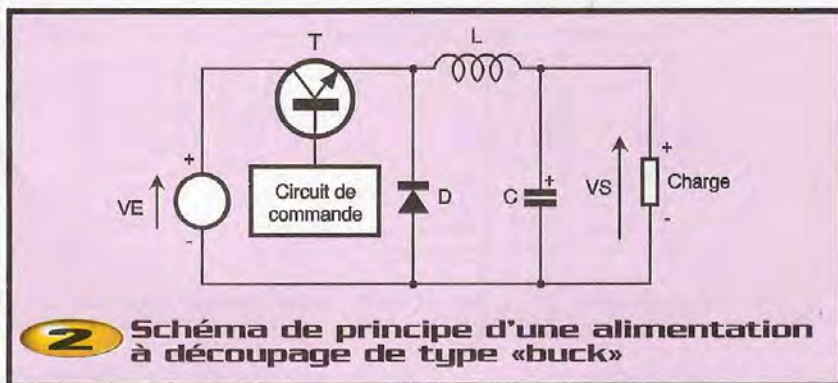 T
L
VE
+
-
Circuit de
commande
D
C
+
VS
+
-
Charge
2
Schéma de principe d'une alimentation
à découpage de type «buck»